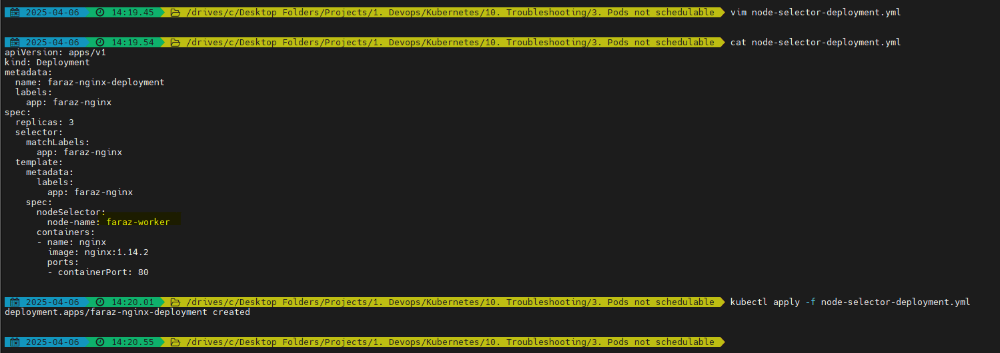 2025-04-06 14:19.45 /drives/c/Desktop Folders/Projects/1. Devops/Kubernetes/10. Troubleshooting/3. Pods not schedulable vim node-selector-deployment.yml
2025-04-06 14:19.54 /drives/c/Desktop Folders/Projects/1. Devops/Kubernetes/10. Troubleshooting/3. Pods not schedulable cat node-selector-deployment.yml
apiVersion: apps/v1
kind: Deployment
metadata:
  name: faraz-nginx-deployment
  labels:
    app: faraz-nginx
spec:
  replicas: 3
  selector:
    matchLabels:
      app: faraz-nginx
  template:
    metadata:
      labels:
        app: faraz-nginx
    spec:
      nodeSelector:
        node-name: faraz-worker
      containers:
      - name: nginx
        image: nginx:1.14.2
        ports:
        - containerPort: 80
2025-04-06 14:20.01 /drives/c/Desktop Folders/Projects/1. Devops/Kubernetes/10. Troubleshooting/3. Pods not schedulable kubectl apply -f node-selector-deployment.yml
deployment.apps/faraz-nginx-deployment created
2025-04-06 14:20.55 /drives/c/Desktop Folders/Projects/1. Devops/Kubernetes/10. Troubleshooting/3. Pods not schedulable